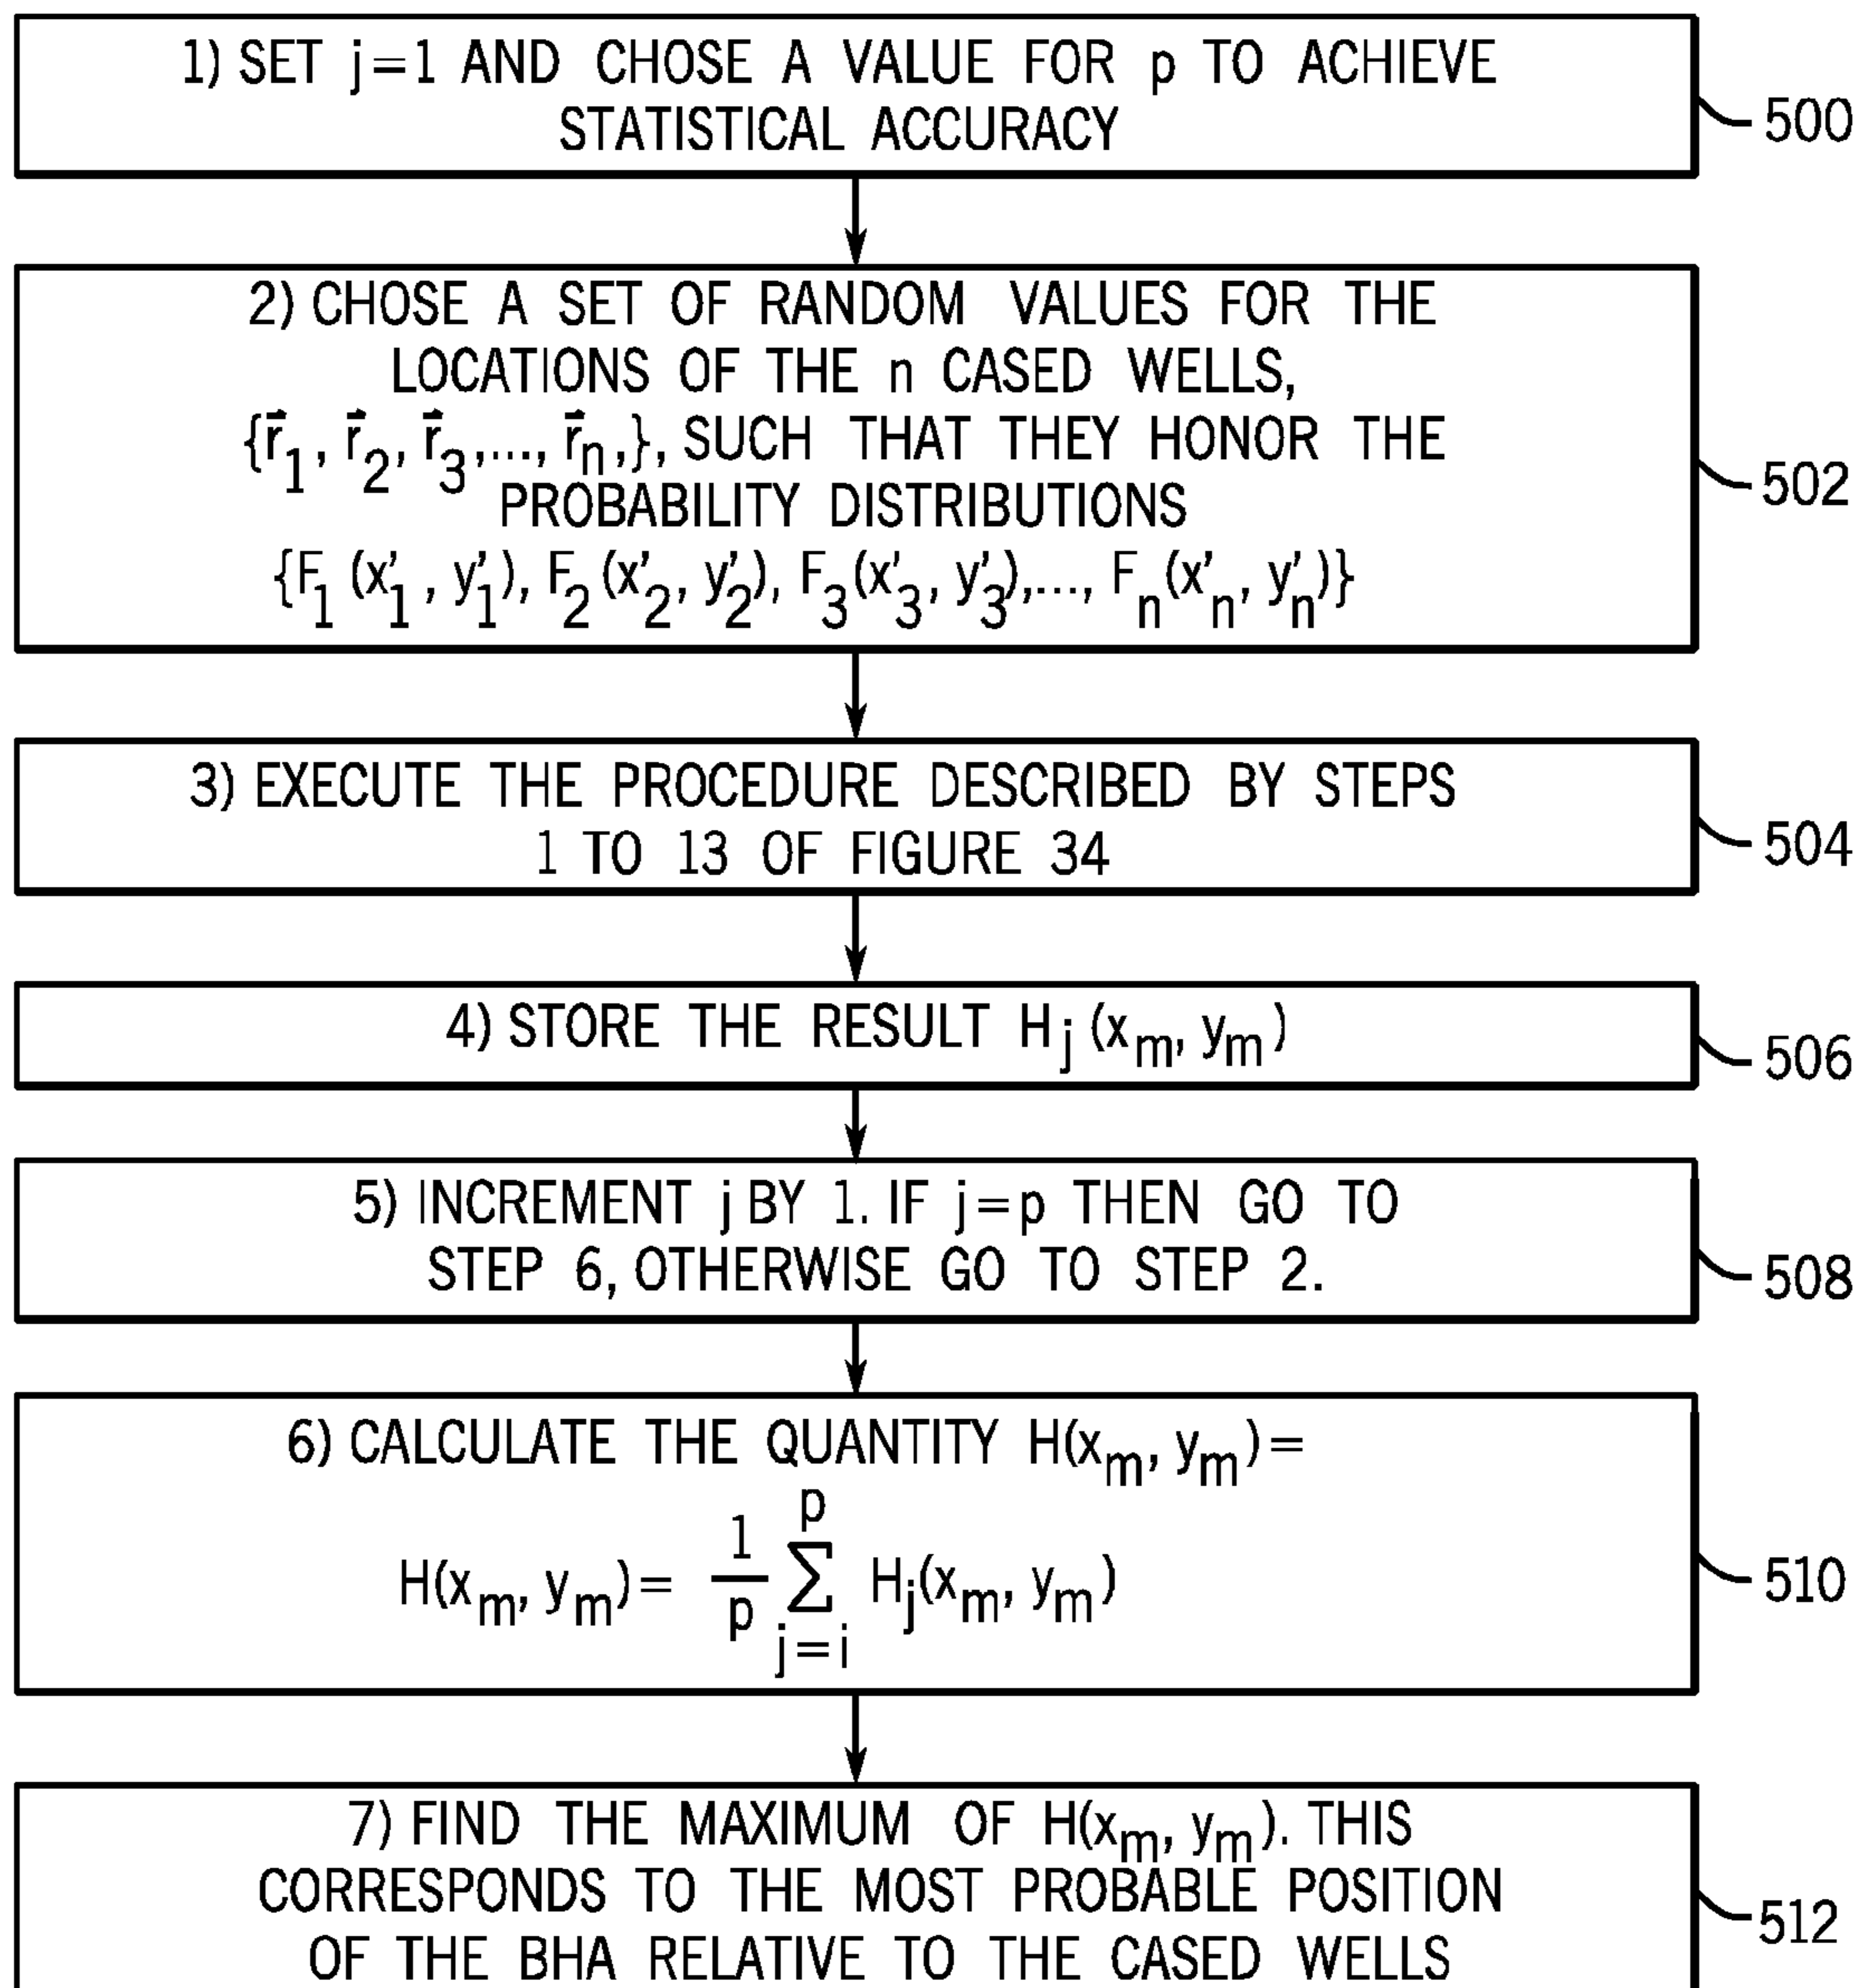 1) SET j=1 AND CHOSE A VALUE FOR p TO ACHIEVE
STATISTICAL ACCURACY
500
2) CHOSE A SET OF RANDOM VALUES FOR THE
LOCATIONS OF THE n CASED WELLS,
{r⃗₁, r⃗₂, r⃗₃,..., r⃗ₙ,}, SUCH THAT THEY HONOR THE
PROBABILITY DISTRIBUTIONS
{F₁ (x'₁, y'₁), F₂ (x'₂, y'₂), F₃ (x'₃, y'₃),..., Fₙ (x'ₙ, y'ₙ)}
502
3) EXECUTE THE PROCEDURE DESCRIBED BY STEPS
1 TO 13 OF FIGURE 34
504
4) STORE THE RESULT Hⱼ (xₘ, yₘ)
506
5) INCREMENT j BY 1. IF j=p THEN GO TO
STEP 6, OTHERWISE GO TO STEP 2.
508
6) CALCULATE THE QUANTITY H(xₘ, yₘ) =
H(xₘ, yₘ) = 1/p p∑j=i Hⱼ(xₘ, yₘ)
510
7) FIND THE MAXIMUM OF H(xₘ, yₘ). THIS
CORRESPONDS TO THE MOST PROBABLE POSITION
OF THE BHA RELATIVE TO THE CASED WELLS
512